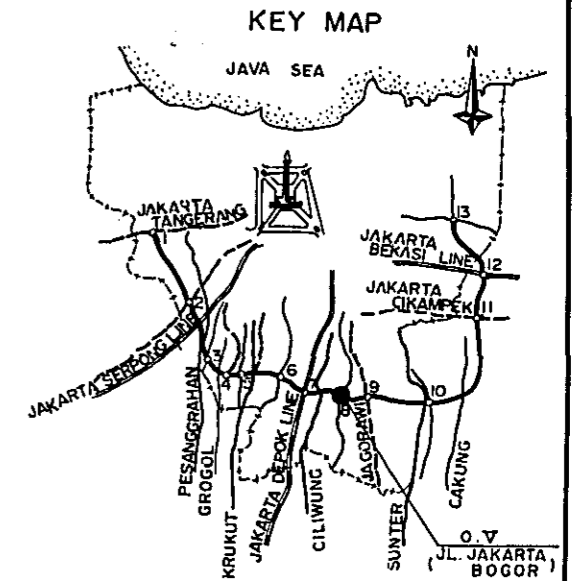 KEY MAP
JAVA SEA
N
JAKARTA
TANGERANG
1
13
JAKARTA
BEKASI LINE
12
JAKARTA
CIKAMPEK
11
2
JAKARTA SERPONG LINE
3
4
5
6
7
8
9
10
PESANGGRAHAN
GROGOL
KRUKUT
JAKARTA DEPOK LINE
CILIWUNG
JAGORAWI
SUNTER
CAKUNG
O.V
(JL. JAKARTA
BOGOR)